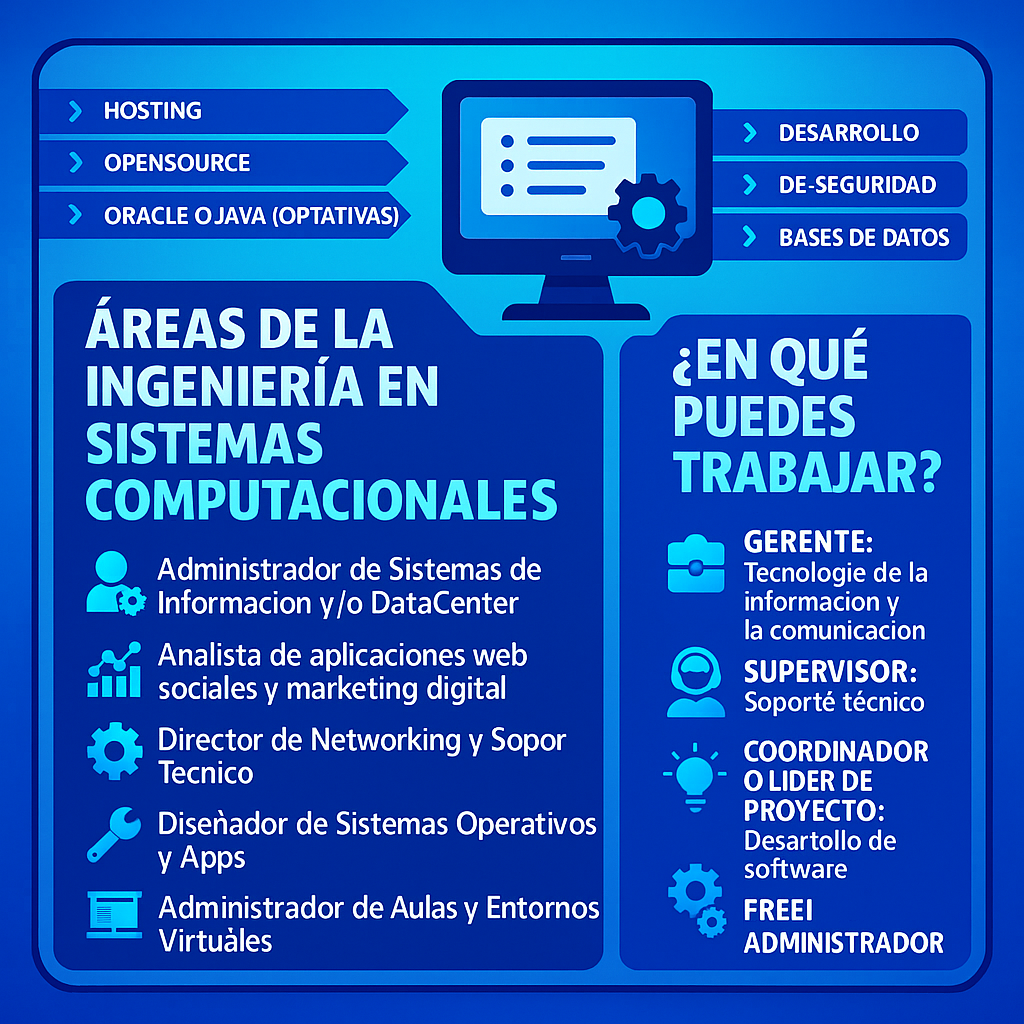 HOSTING
OPENSOURCE
ORACLE O JAVA (OPTATIVAS)
DESARROLLO
DE-SEGURIDAD
BASES DE DATOS
ÁREAS DE LA
INGENIERÍA EN
SISTEMAS
COMPUTACIONALES
Administrador de Sistemas de
Informacion y/o DataCenter
Analista de aplicaciones web
sociales y marketing digital
Director de Networking y Sopor
Tecnico
Diseǹador de Sistemas Operativos
y Apps
Administrador de Aulas y Entornos
Virtuàles
¿EN QUÉ
PUEDES
TRABAJAR?
GERENTE:
Tecnologie de la
informacion y
la comunicacion
SUPERVISOR:
Soporté técnico
COORDINADOR
O LIDER DE
PROYECTO:
Desartollo de
software
FREEI
ADMINISTRADOR